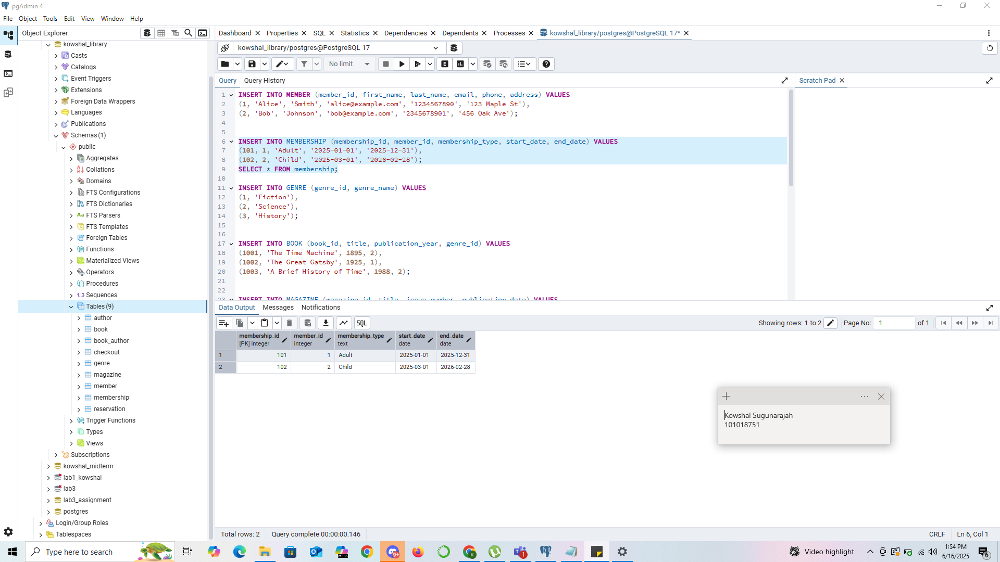 pgAdmin 4
File Object Tools Edit View Window Help
Object Explorer
Dashboard Properties SQL Statistics Dependencies Dependents Processes kowshal_library/postgres@PostgreSQL 17*
kowshal_library
Casts
Catalogs
Event Triggers
Extensions
Foreign Data Wrappers
Languages
Publications
Schemas (1)
public
Aggregates
Collations
Domains
FTS Configurations
FTS Dictionaries
Aa FTS Parsers
FTS Templates
Foreign Tables
Functions
Materialized Views
Operators
Procedures
1..3 Sequences
Tables (9)
author
book
book_author
checkout
genre
magazine
member
membership
reservation
Trigger Functions
Types
Views
Subscriptions
kowshal_midterm
lab1_kowshal
lab3
lab3_assignment
postgres
Login/Group Roles
Tablespaces
kowshal_library/postgres@PostgreSQL 17
No limit
E
Query Query History
Scratch Pad
1 INSERT INTO MEMBER (member_id, first_name, last_name, email, phone, address) VALUES
2 (1, 'Alice', 'Smith', 'alice@example.com', '1234567890', '123 Maple St'),
3 (2, 'Bob', 'Johnson', 'bob@example.com', '2345678901', '456 Oak Ave');
4
5
6 INSERT INTO MEMBERSHIP (membership_id, member_id, membership_type, start_date, end_date) VALUES
7 (101, 1, 'Adult', '2025-01-01', '2025-12-31'),
8 (102, 2, 'Child', '2025-03-01', '2026-02-28');
9 SELECT * FROM membership;
10
11 INSERT INTO GENRE (genre_id, genre_name) VALUES
12 (1, 'Fiction'),
13 (2, 'Science'),
14 (3, 'History');
15
16
17 INSERT INTO BOOK (book_id, title, publication_year, genre_id) VALUES
18 (1001, 'The Time Machine', 1895, 2),
19 (1002, 'The Great Gatsby', 1925, 1),
20 (1003, 'A Brief History of Time', 1988, 2);
21
22
23 INSERT INTO MAGAZINE (magazine_id, title, issue_number, publication_date) VALUES
Data Output Messages Notifications
SQL
Showing rows: 1 to 2 Page No: 1 of 1
membership_id member_id membership_type start_date end_date
[PK] integer integer text date date
1 101 1 Adult 2025-01-01 2025-12-31
2 102 2 Child 2025-03-01 2026-02-28
Kowshal Sugunarajah
101018751
Total rows: 2 Query complete 00:00:00.146
CRLF Ln 6, Col 1
Type here to search
M365
9+
K
1
Video highlight
1:54 PM
6/16/2025
6